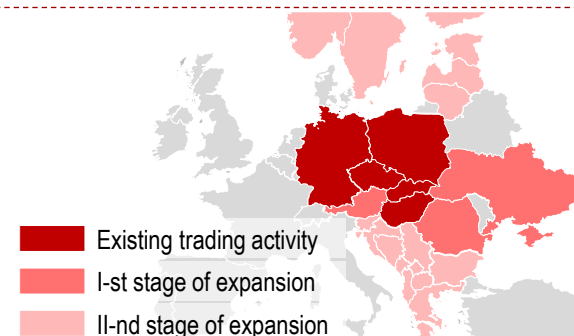 Existing trading activity
I-st stage of expansion
II-nd stage of expansion